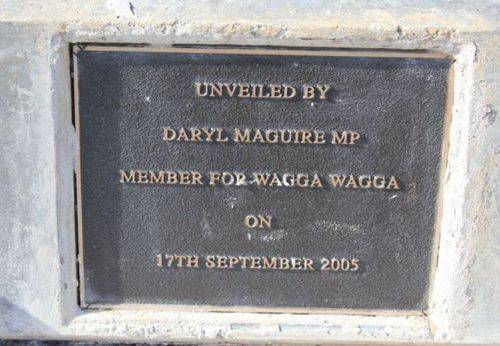 UNVEILED BY
DARYL MAGUIRE MP
MEMBER FOR WAGGA WAGGA
ON
17TH SEPTEMBER 2005